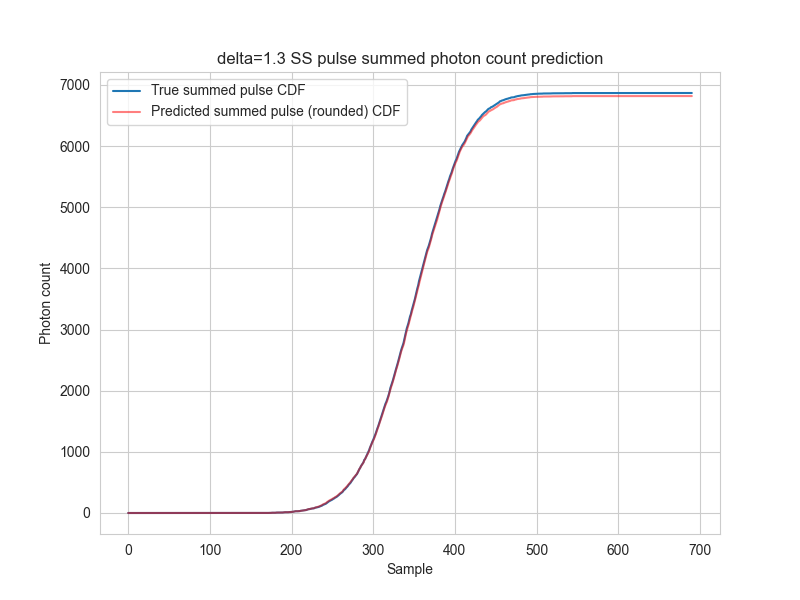 delta=1.3 SS pulse summed photon count prediction
True summed pulse CDF
Predicted summed pulse (rounded) CDF
7000
6000
5000
4000
3000
2000
1000
0
Photon count
0 100 200 300 400 500 600 700
Sample